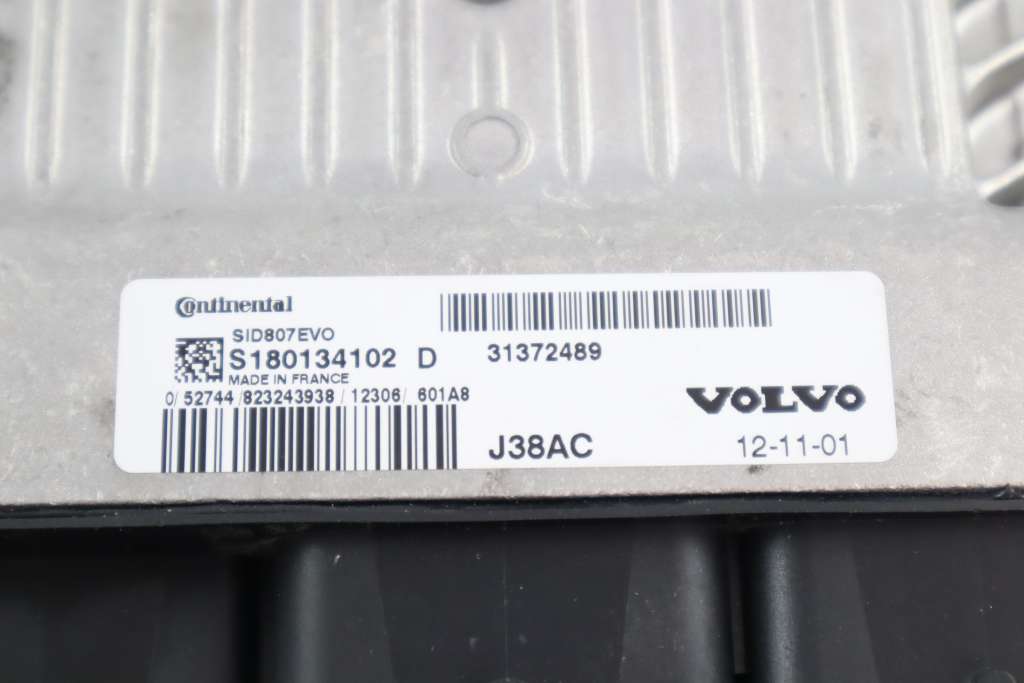 Continental
SID807EVO
S180134102 D
MADE IN FRANCE
0/ 52744 /823243938 /12306/ 601A8
31372489
VOLVO
J38AC
12-11-01